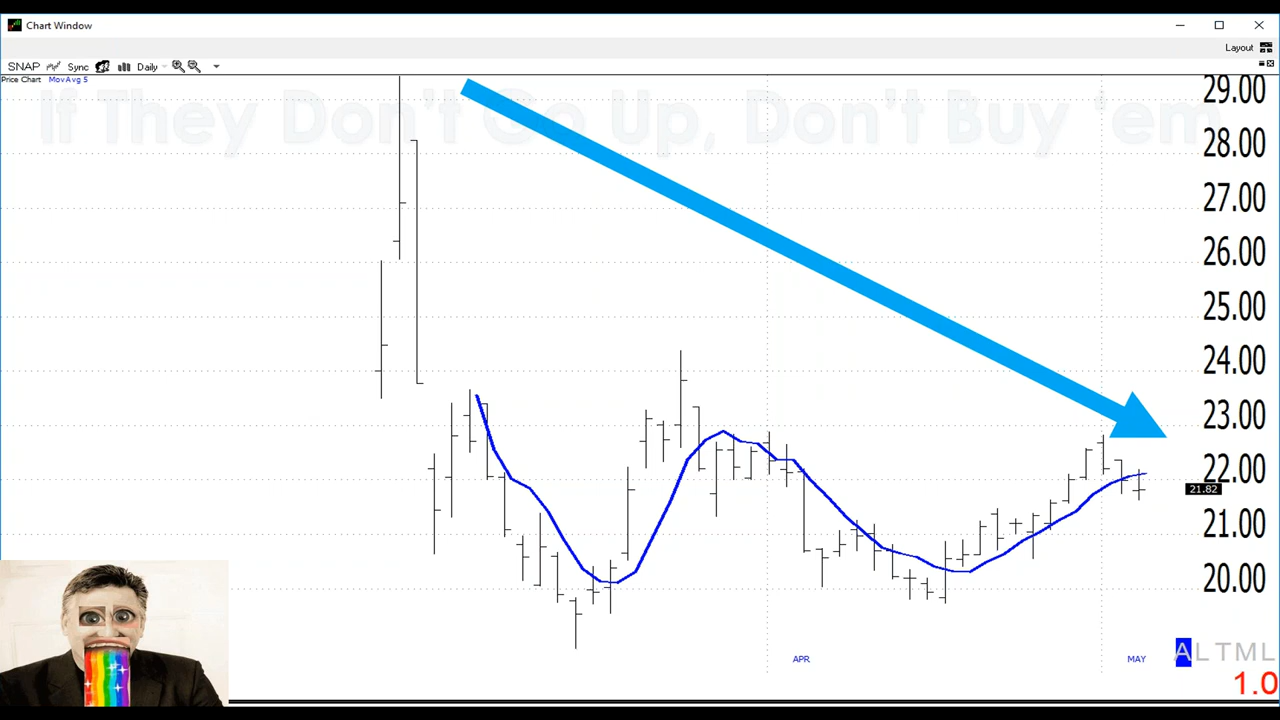 Chart Window
Layout
SNAP Sync Daily
Price Chart MovAvg 5
If They Don't Go Up, Don't Buy 'em
29.00
28.00
27.00
26.00
25.00
24.00
23.00
22.00
21.82
21.00
20.00
APR MAY
ALTML
1.0